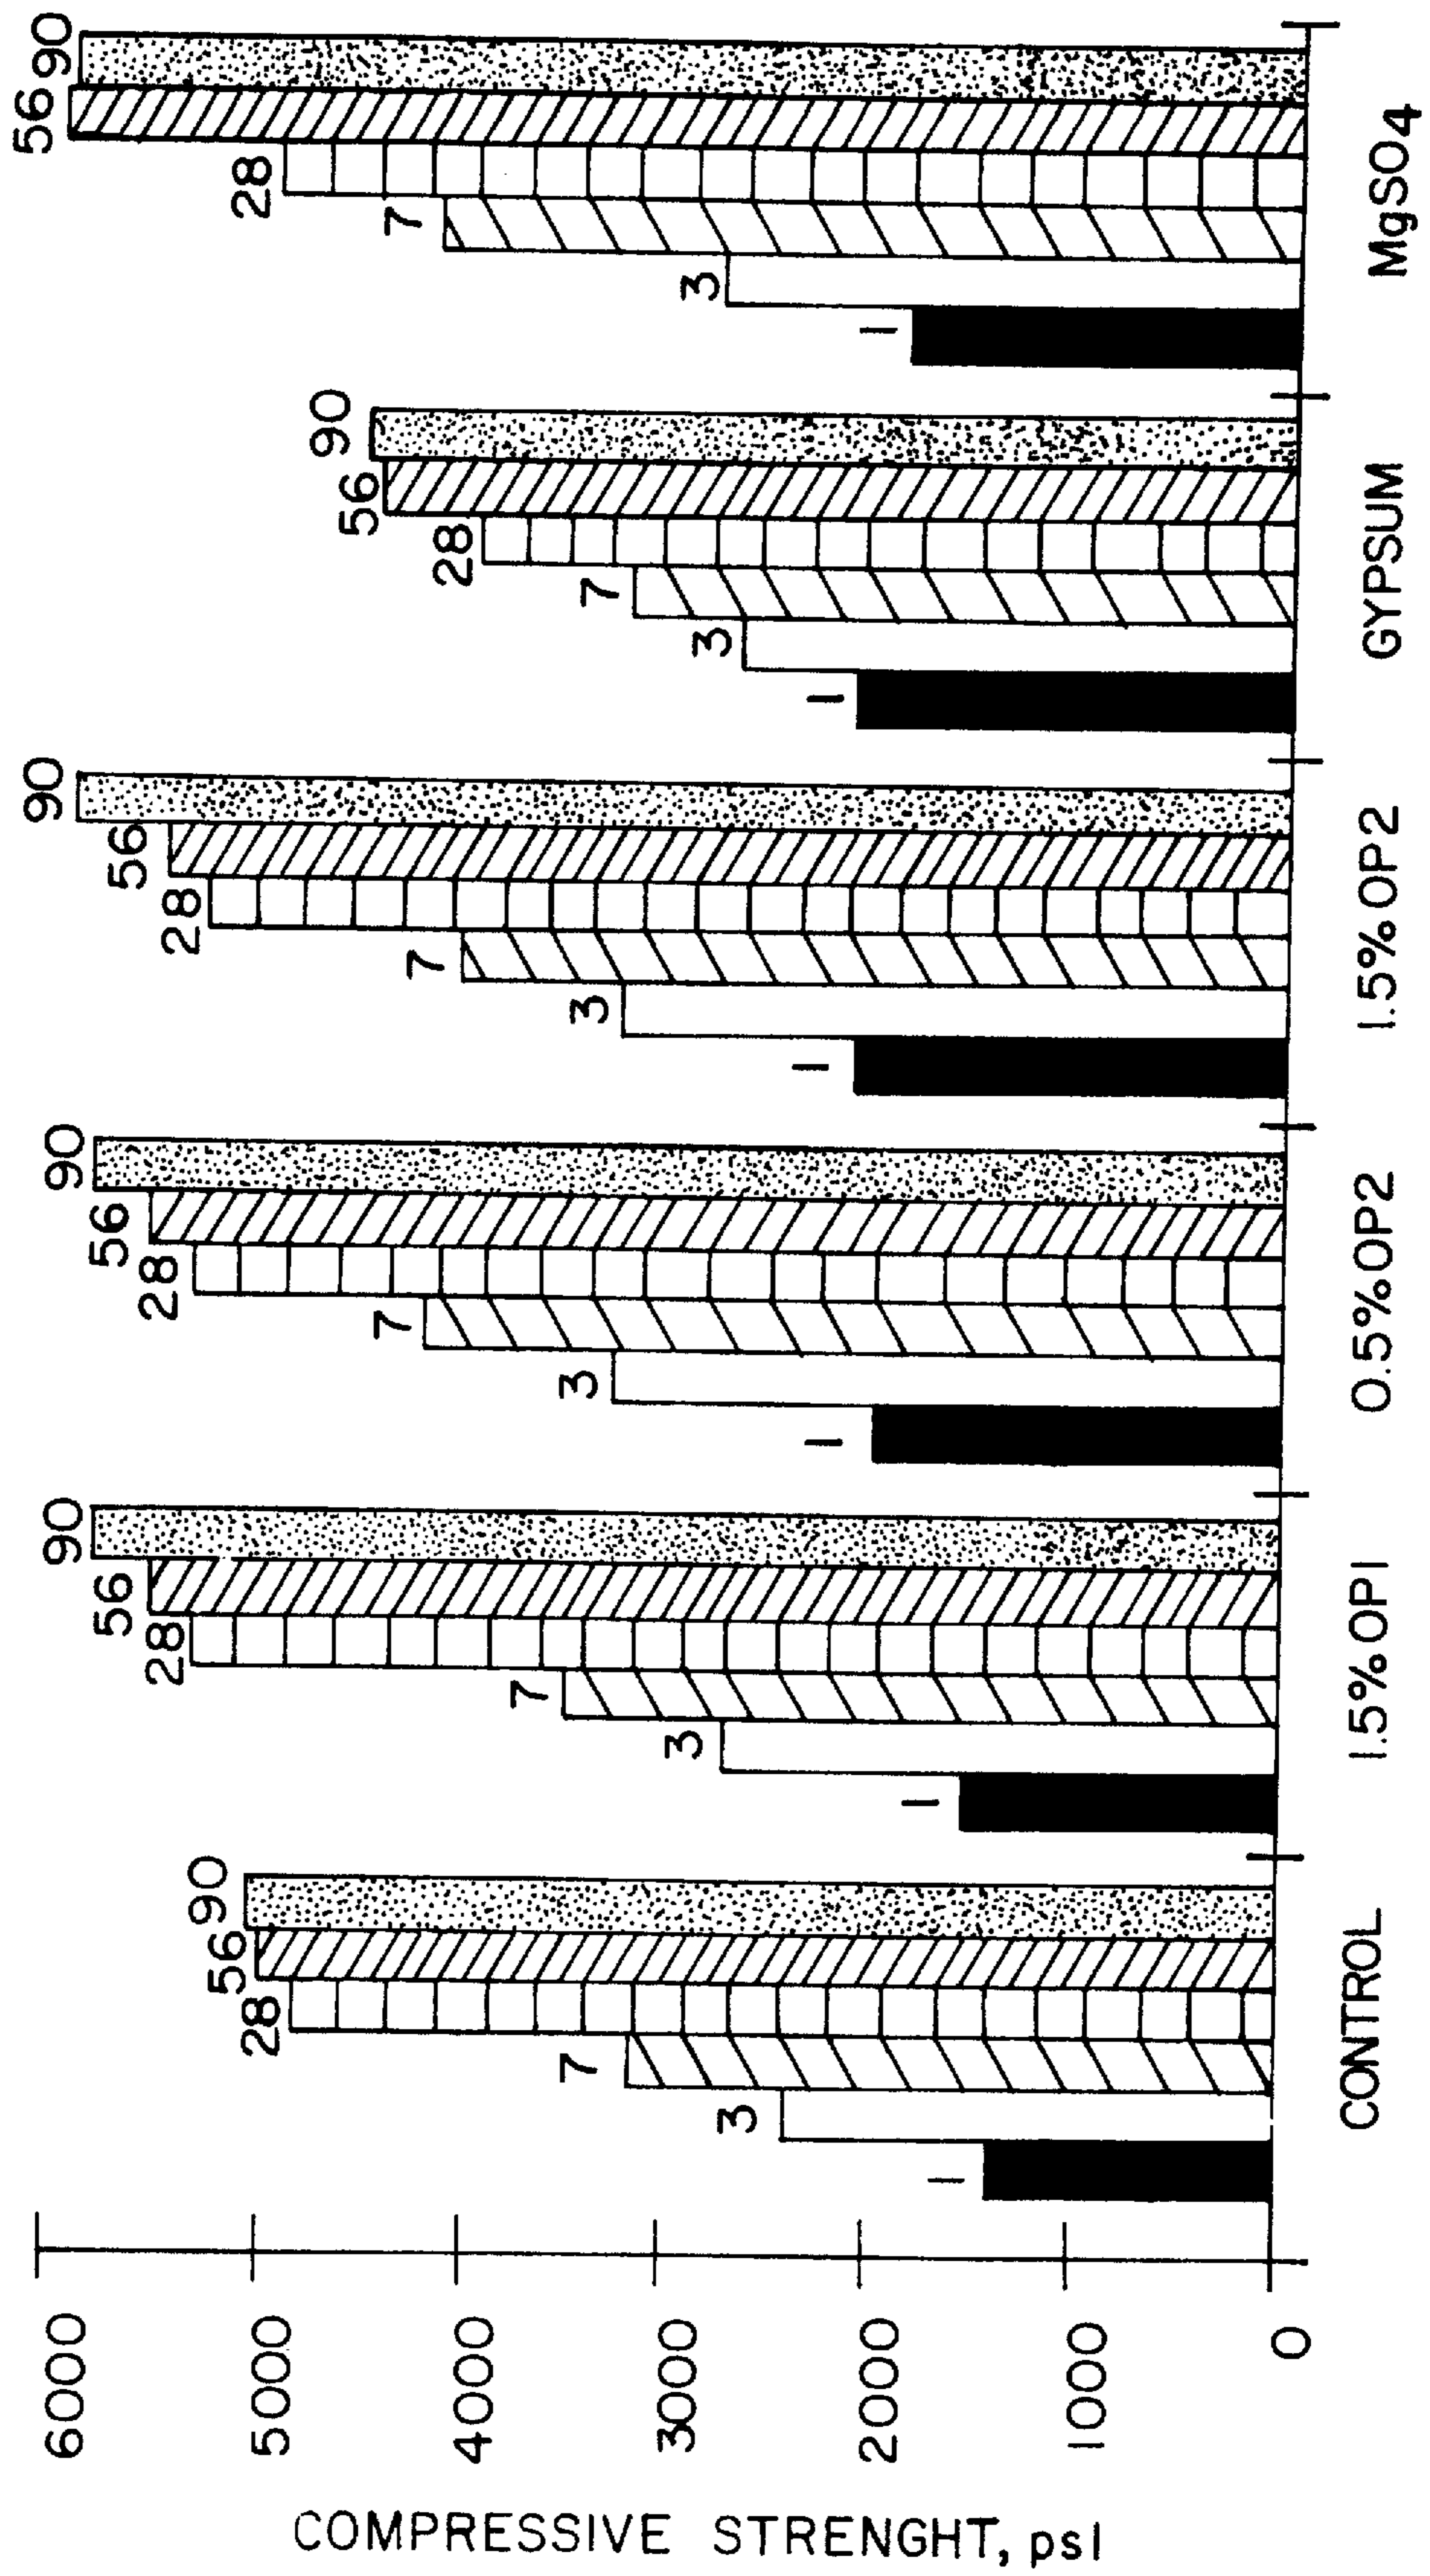 COMPRESSIVE STRENGHT, psI
6000
5000
4000
3000
2000
1000
0
1 3 7 28 56 90
1 3 7 28 56 90
1 3 7 28 56 90
1 3 7 28 56 90
1 3 7 28 56 90
1 3 7 28 56 90
CONTROL
1.5%OP1
0.5%OP2
1.5%OP2
GYPSUM
MgSO4